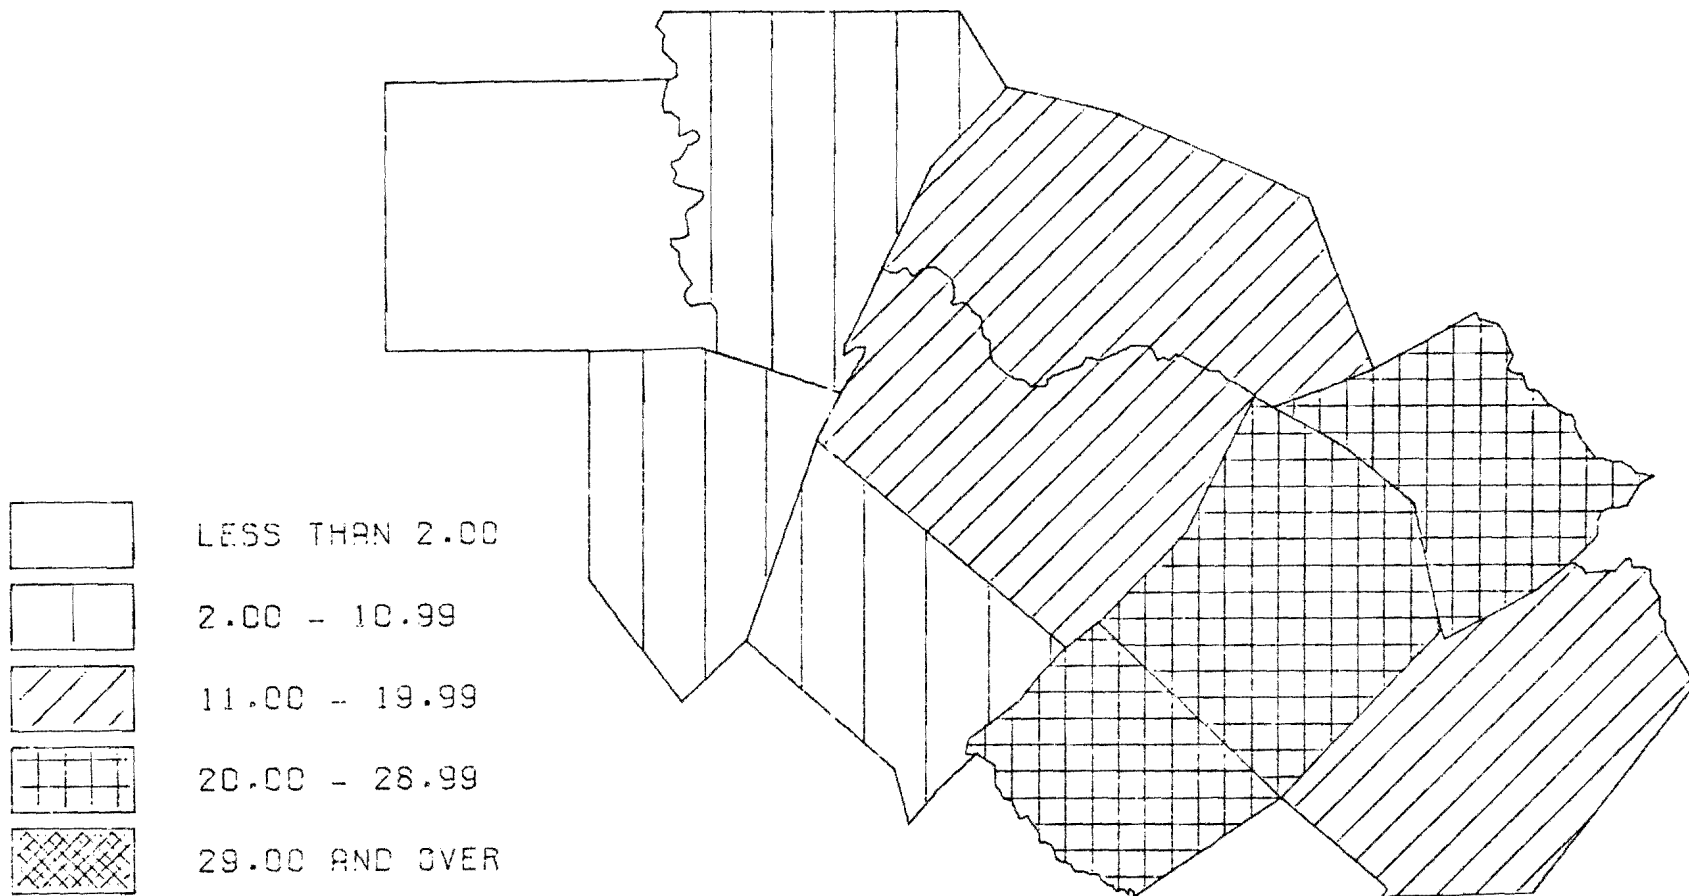 LESS THAN 2.00
2.00 - 10.99
11.00 - 19.99
20.00 - 28.99
29.00 AND OVER